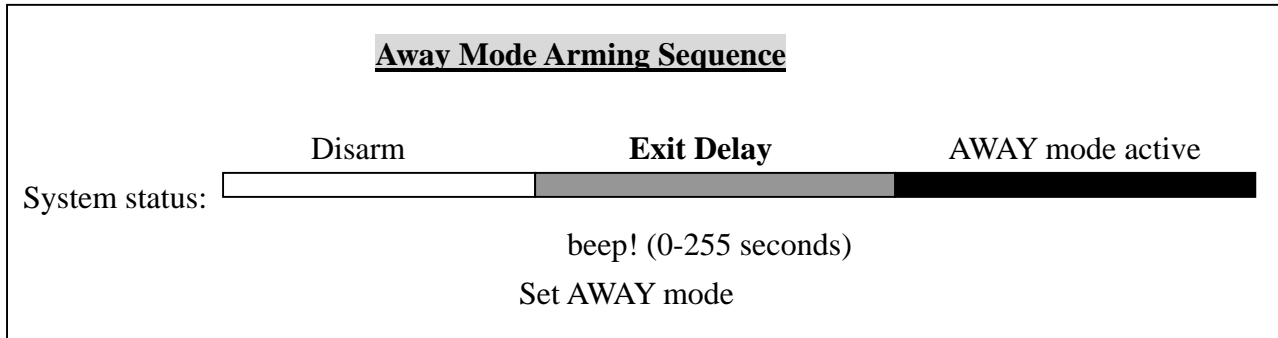 Away Mode Arming Sequence
Disarm Exit Delay AWAY mode active
System status:
beep! (0-255 seconds)
Set AWAY mode